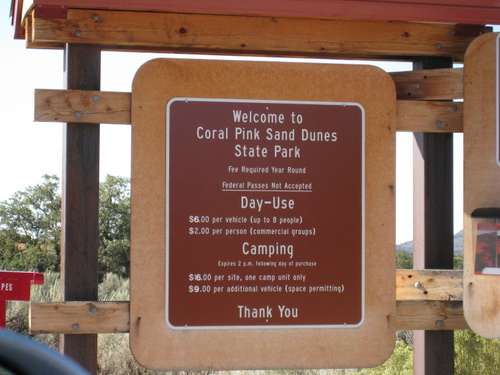 Welcome to
Coral Pink Sand Dunes
State Park
Fee Required Year Round
Federal Passes Not Accepted
Day-Use
$6.00 per vehicle (up to 8 people)
$2.00 per person (commercial groups)
Camping
Expires 2 p.m. following day of purchase
$16.00 per site, one camp unit only
$9.00 per additional vehicle (space permitting)
Thank You
PES